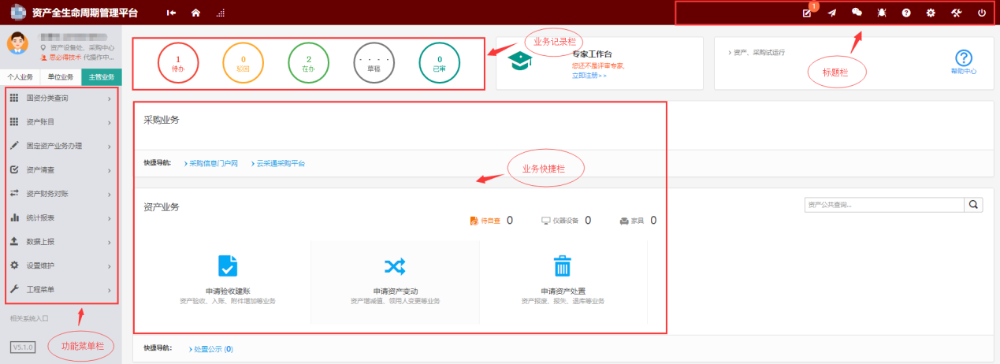 资产全生命周期管理平台
1
资产设备处、采购中心
思必得技术 代操作中...
个人业务 单位业务 主管业务
国资分类查询
资产账目
固定资产业务办理
资产清查
资产财务对账
统计报表
数据上报
设置维护
工程菜单
相关系统入口
V5.1.0
功能菜单栏
1
待办
0
驳回
2
在办
- - - -
草稿
0
已审
业务记录栏
专家工作台
您还不是评审专家,
立即注册>>
资产、采购试运行
帮助中心
标题栏
采购业务
快捷导航: 采购信息门户网 云采通采购平台
业务快捷栏
资产业务
待自查 0 仪器设备 0 家具 0
资产公共查询...
申请验收建账
资产验收、入账、附件增加等业务
申请资产变动
资产增减值、领用人变更等业务
申请资产处置
资产报废、报失、退库等业务
快捷导航: 处置公示 (0)